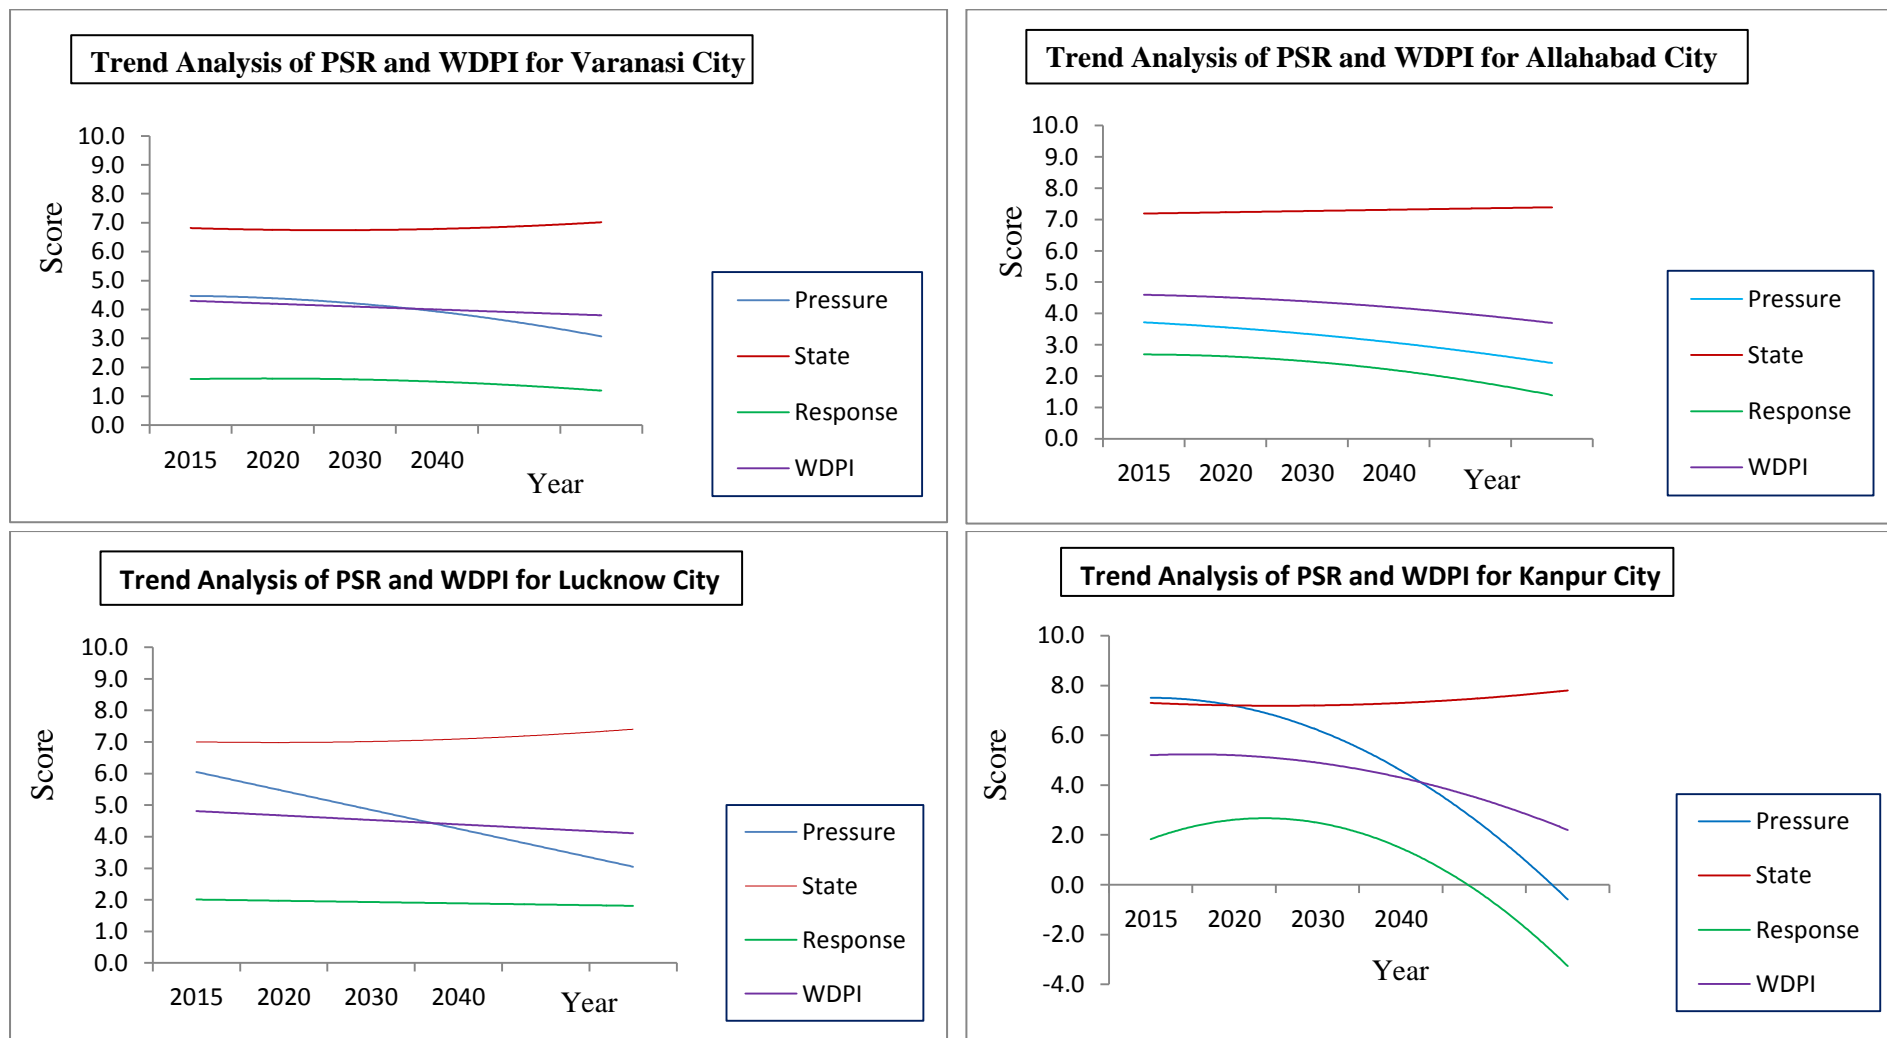 Trend Analysis of PSR and WDPI for Varanasi City
10.0
9.0
8.0
7.0
6.0
5.0
4.0
3.0
2.0
1.0
0.0
Score
2015 2020 2030 2040
Year
Pressure
State
Response
WDPI
Trend Analysis of PSR and WDPI for Allahabad City
10.0
9.0
8.0
7.0
6.0
5.0
4.0
3.0
2.0
1.0
0.0
Score
2015 2020 2030 2040
Year
Pressure
State
Response
WDPI
Trend Analysis of PSR and WDPI for Lucknow City
10.0
9.0
8.0
7.0
6.0
5.0
4.0
3.0
2.0
1.0
0.0
Score
2015 2020 2030 2040
Year
Pressure
State
Response
WDPI
Trend Analysis of PSR and WDPI for Kanpur City
10.0
8.0
6.0
4.0
2.0
0.0
-2.0
-4.0
Score
2015 2020 2030 2040
Year
Pressure
State
Response
WDPI